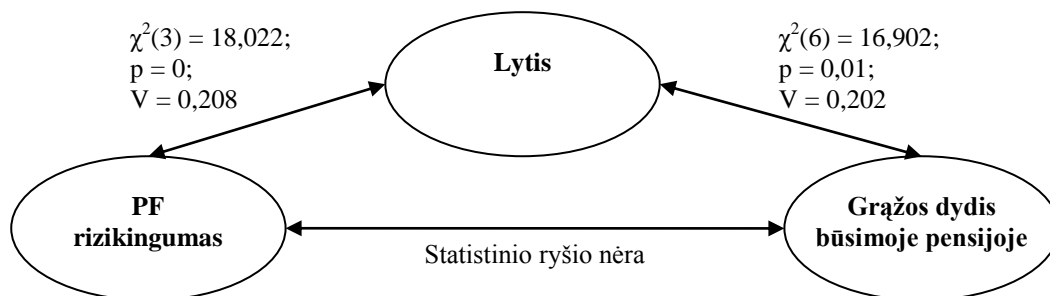 χ²(3) = 18,022;
p = 0;
V = 0,208
Lytis
χ²(6) = 16,902;
p = 0,01;
V = 0,202
PF
rizikingumas
Statistinio ryšio nėra
Grąžos dydis
būsimoje pensijoje